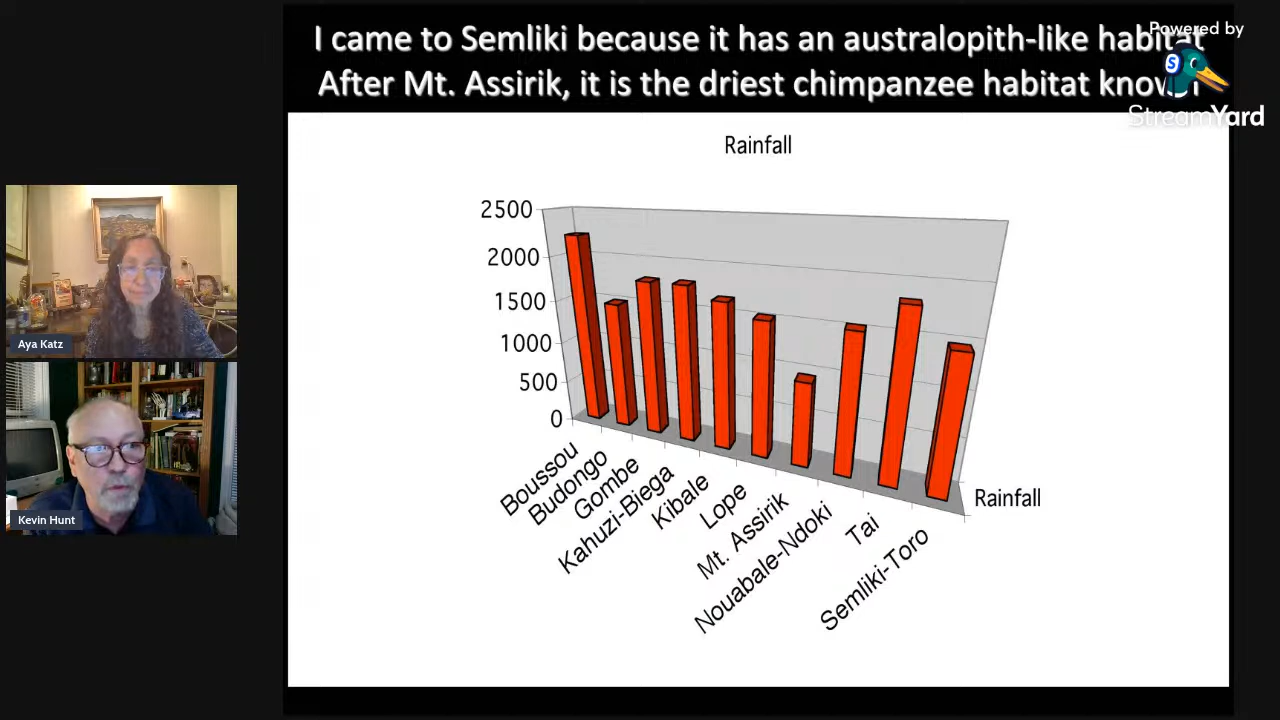 I came to Semliki because it has an australopith-like habitat
After Mt. Assirik, it is the driest chimpanzee habitat known!
Powered by
S
StreamYard
Rainfall
2500
2000
1500
1000
500
0
Boussou
Budongo
Gombe
Kahuzi-Biega
Kibale
Lope
Mt. Assirik
Nouabale-Ndoki
Tai
Semliki-Toro
Rainfall
Aya Katz
Kevin Hunt